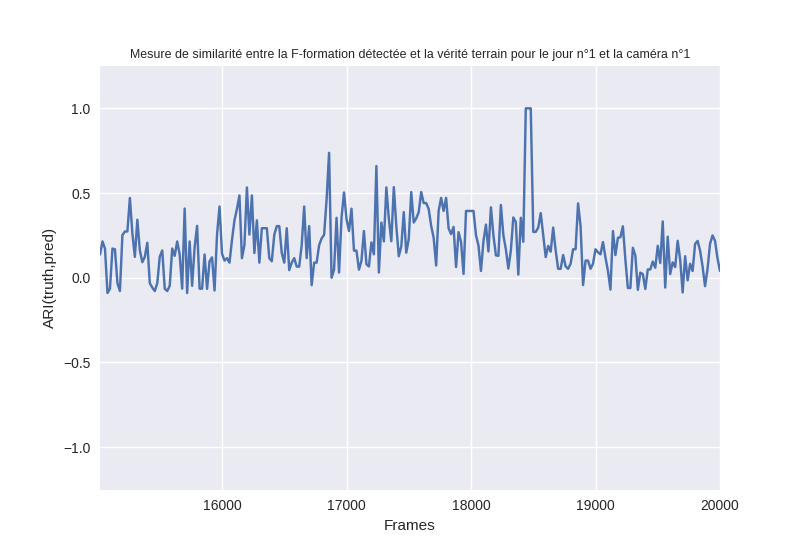 Mesure de similarité entre la F-formation détectée et la vérité terrain pour le jour n°1 et la caméra n°1
1.0
0.5
0.0
−0.5
−1.0
ARI(truth,pred)
16000 17000 18000 19000 20000
Frames